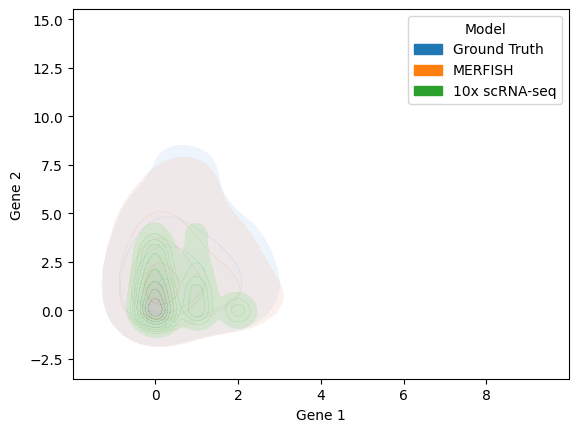 Model
Ground Truth
MERFISH
10x scRNA-seq
15.0
12.5
10.0
7.5
5.0
2.5
0.0
−2.5
Gene 2
0 2 4 6 8
Gene 1